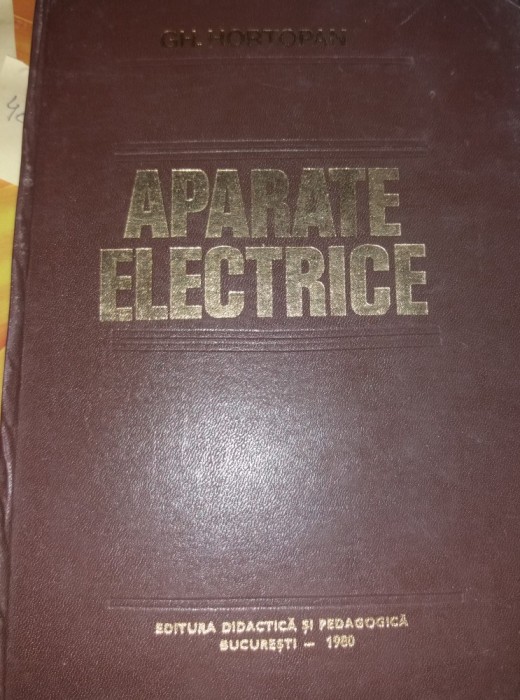 GH. HORTOPAN
APARATE
ELECTRICE
EDITURA DIDACTICĂ ȘI PEDAGOGICĂ
BUCUREȘTI — 1980